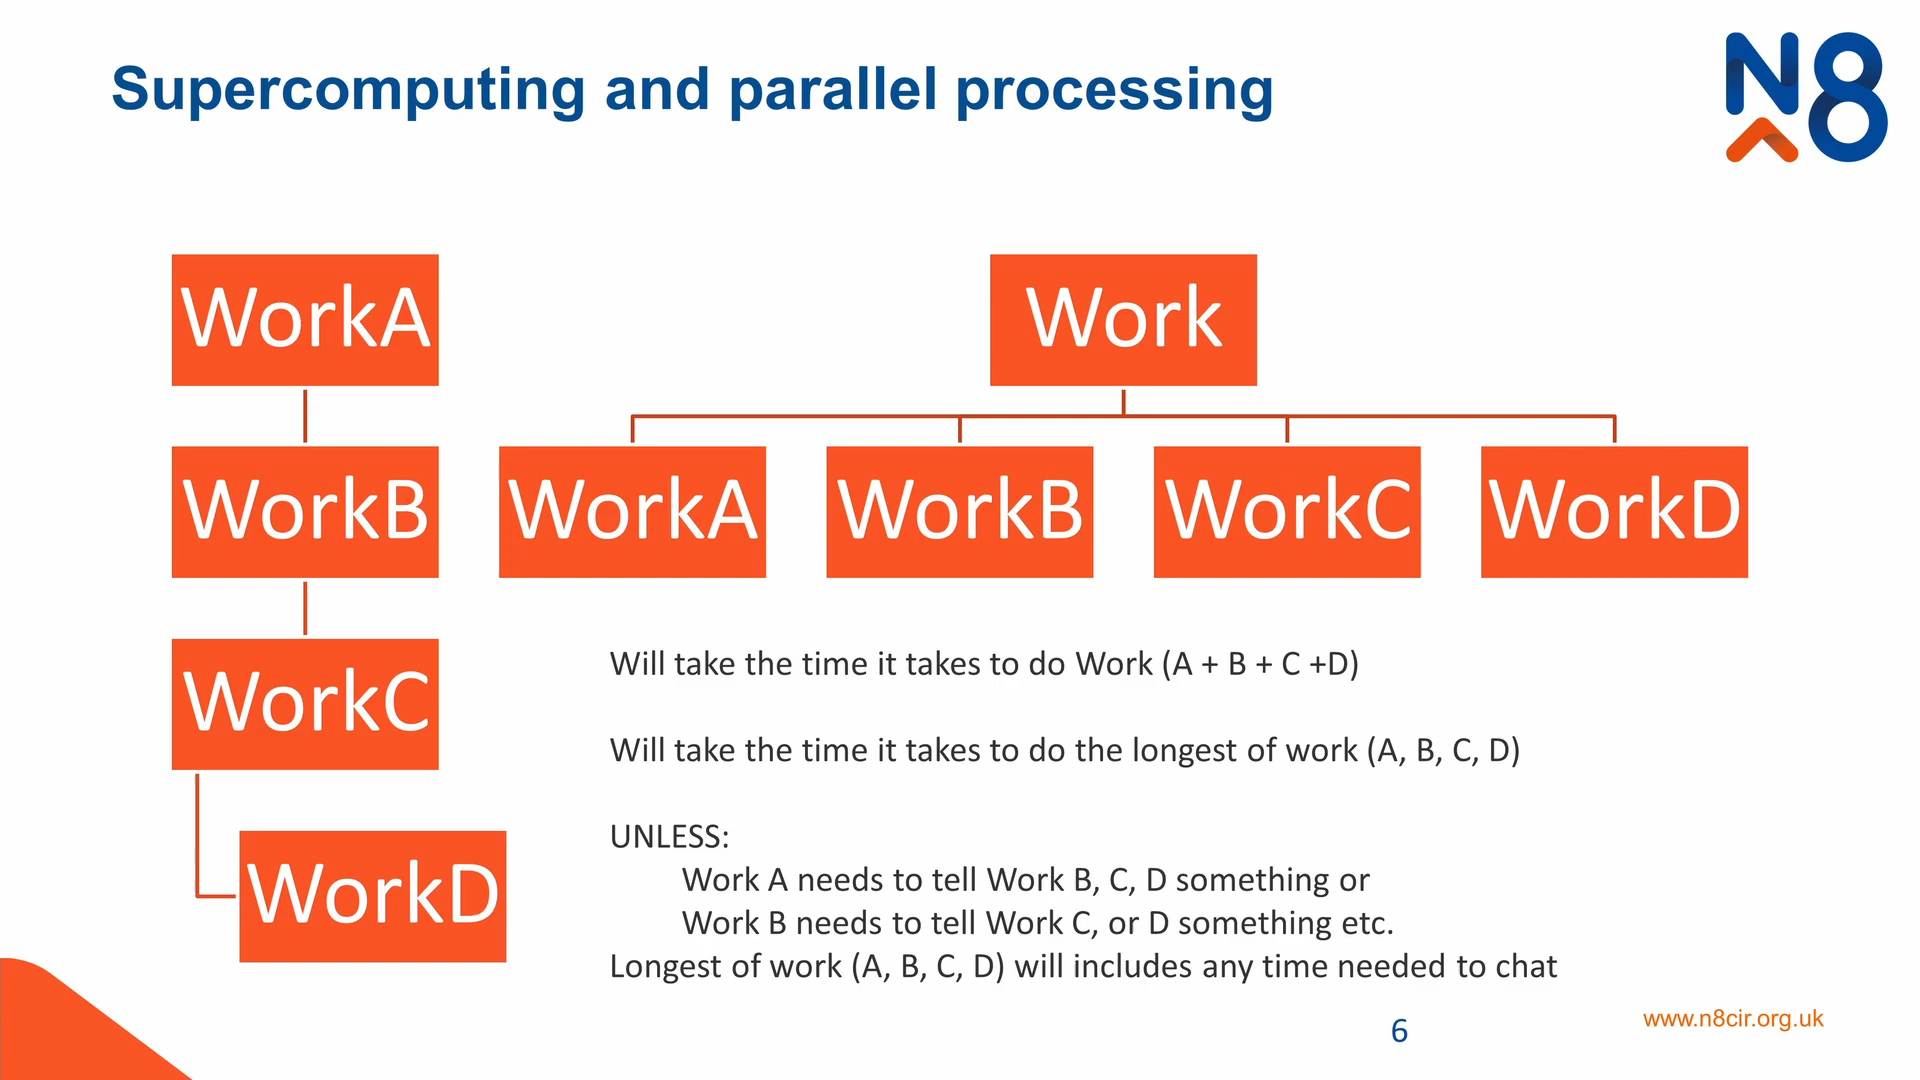 Supercomputing and parallel processing
N8
WorkA
WorkB
WorkC
WorkD
Work
WorkA WorkB WorkC WorkD
Will take the time it takes to do Work (A + B + C +D)
Will take the time it takes to do the longest of work (A, B, C, D)
UNLESS:
Work A needs to tell Work B, C, D something or
Work B needs to tell Work C, or D something etc.
Longest of work (A, B, C, D) will includes any time needed to chat
6
www.n8cir.org.uk